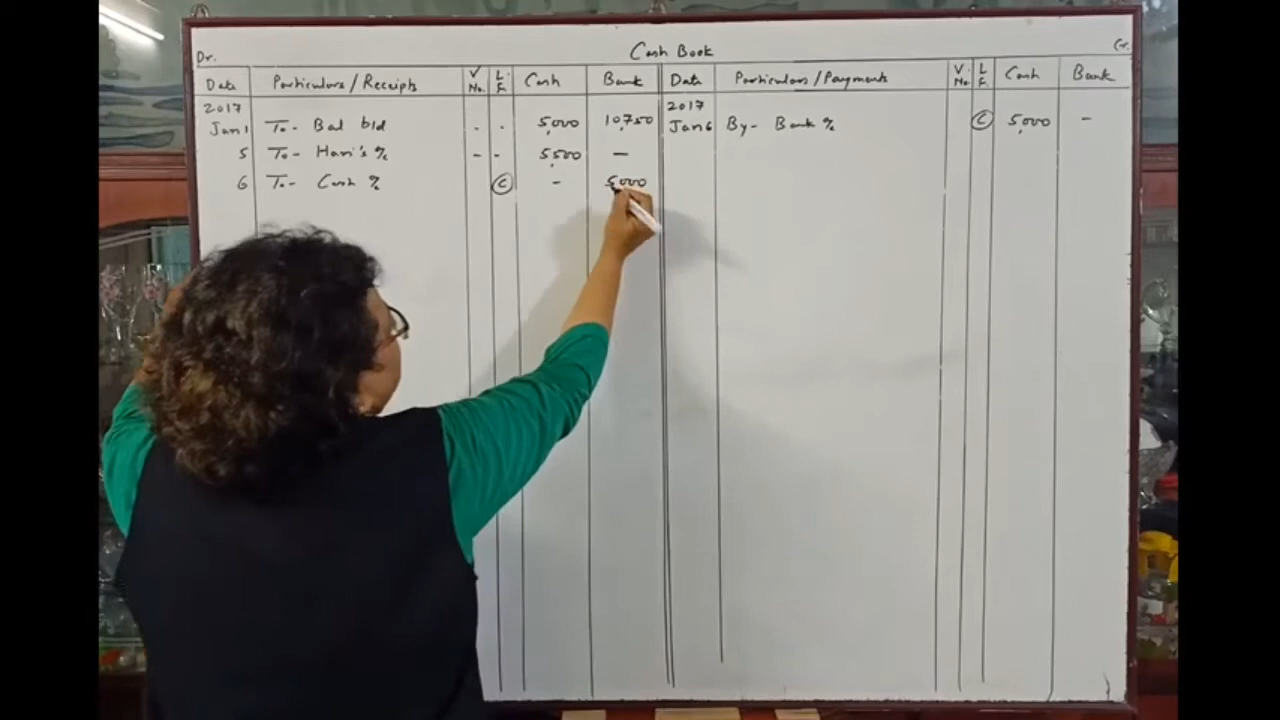 Cash Book
Dr.
Cr.
Date Particulars / Receipts V. No. L. F. Cash Bank Date Particulars / Payments V. No. L. F. Cash Bank
2017 2017
Jan 1 To - Bal b/d - - 5,000 10,750 Jan 6 By - Bank a/c C 5,000 -
5 To - Hari's a/c - - 5,500 -
6 To - Cash a/c C - 5,000